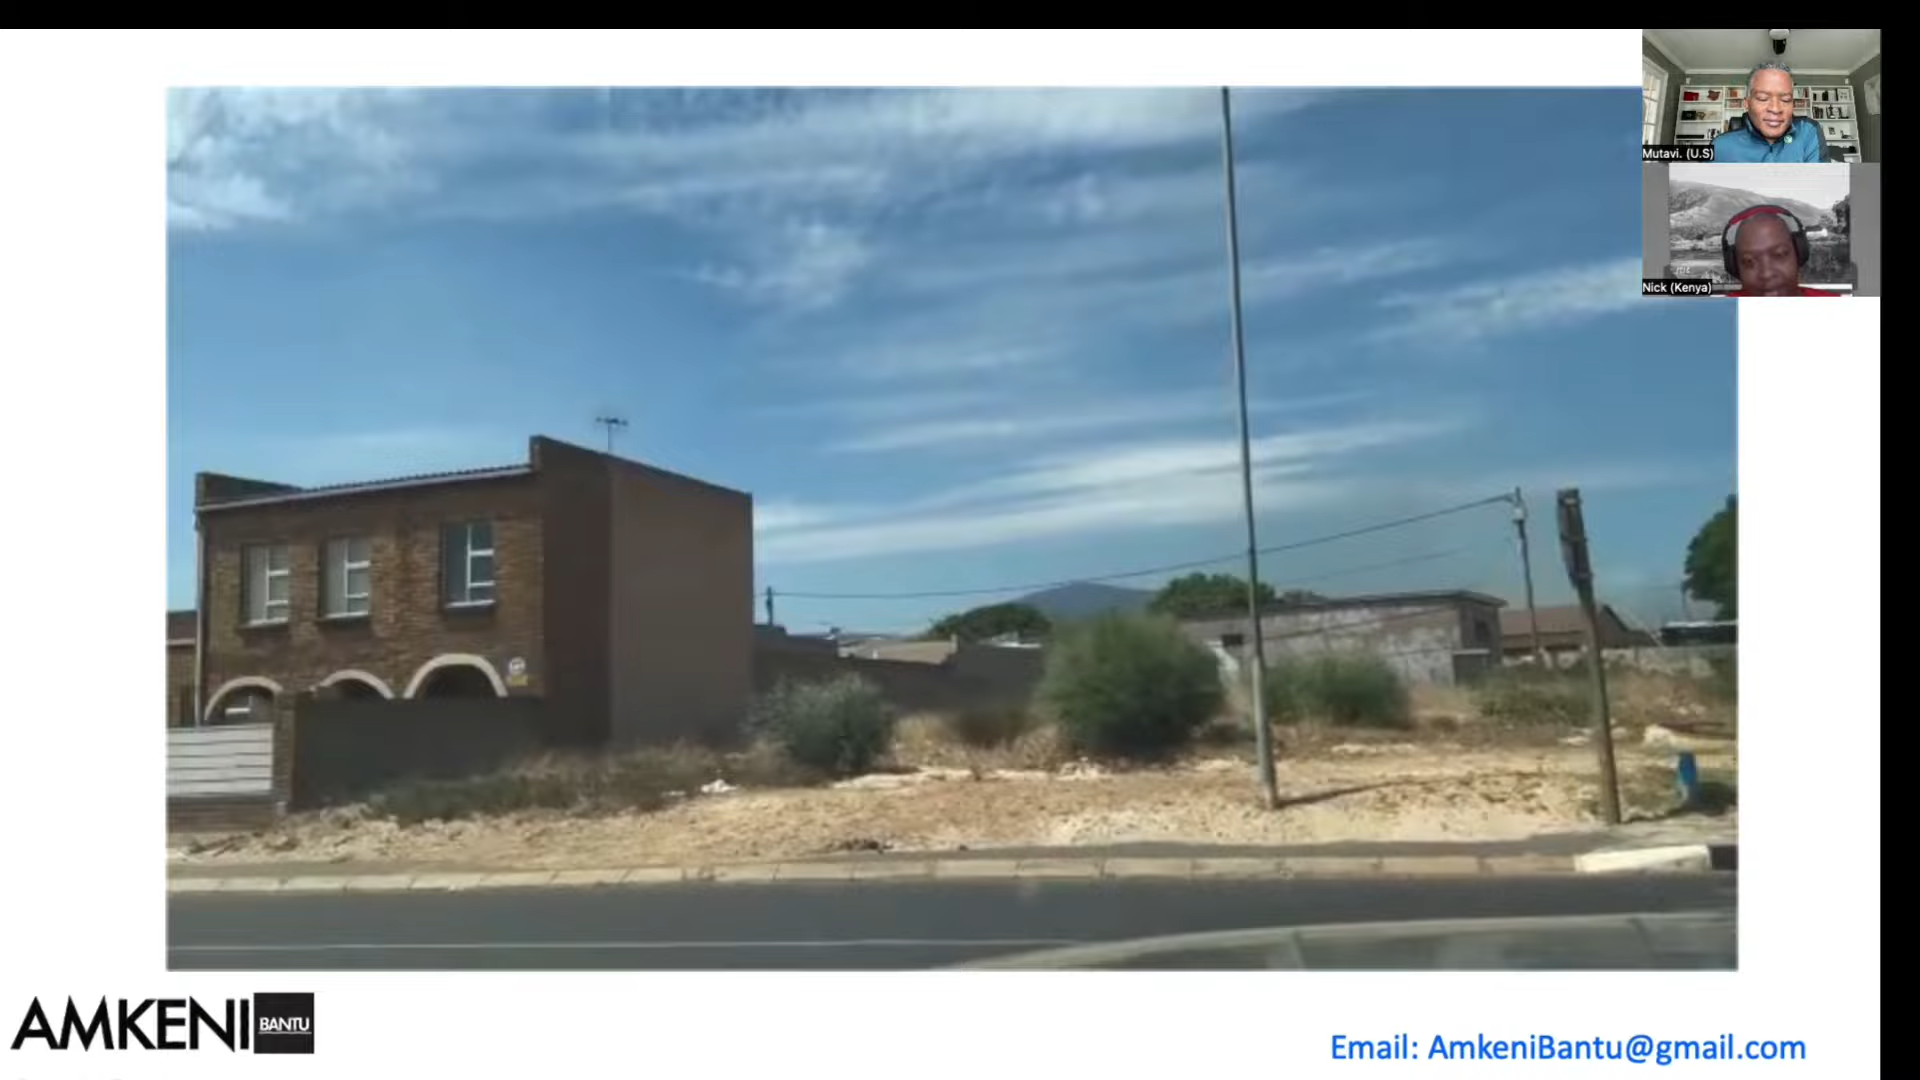 Mutavi. (U.S)
Nick (Kenya)
AMKENI BANTU
Email: AmkeniBantu@gmail.com